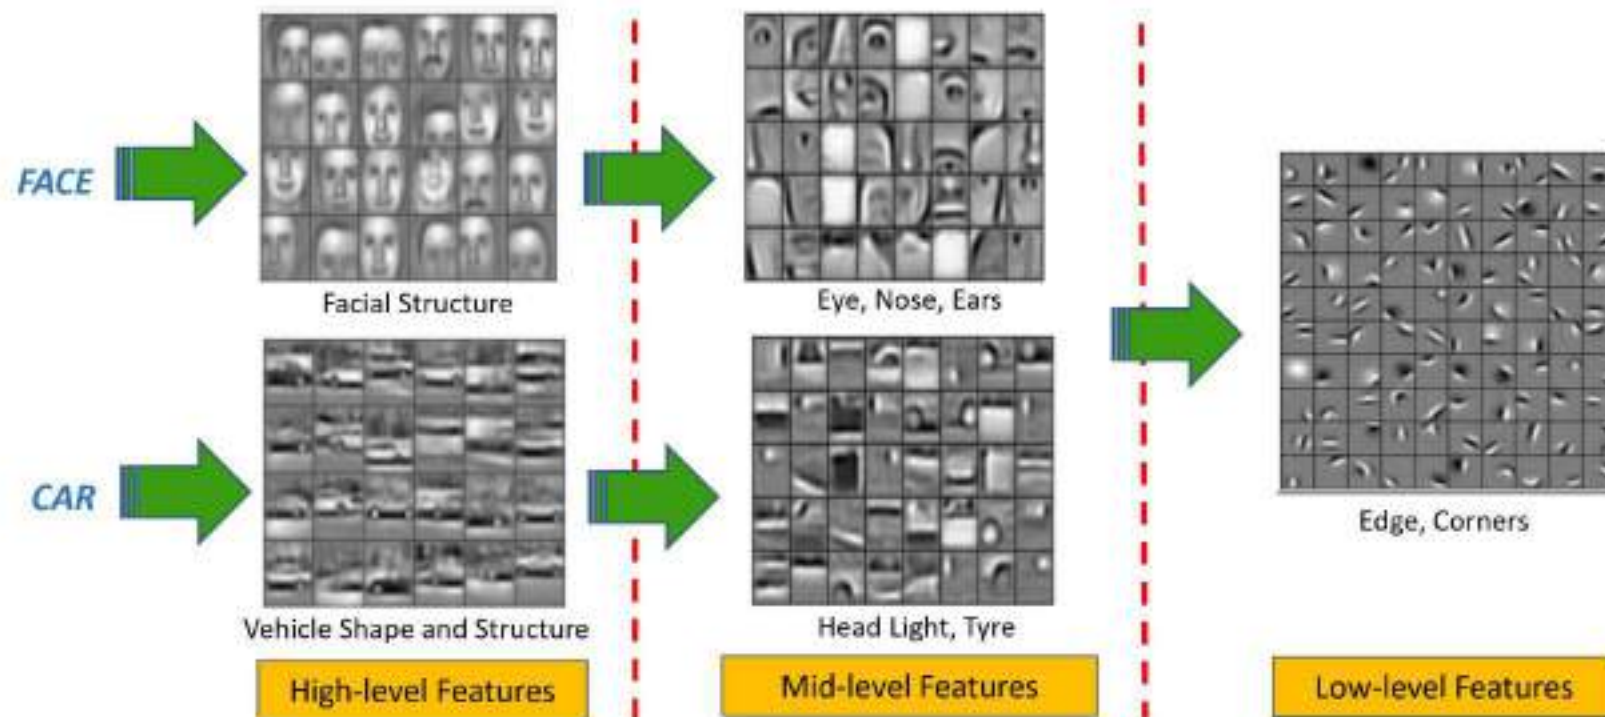 FACE
Facial Structure
Eye, Nose, Ears
CAR
Edge, Corners
Vehicle Shape and Structure
Head Light, Tyre
High-level Features
Mid-level Features
Low-level Features